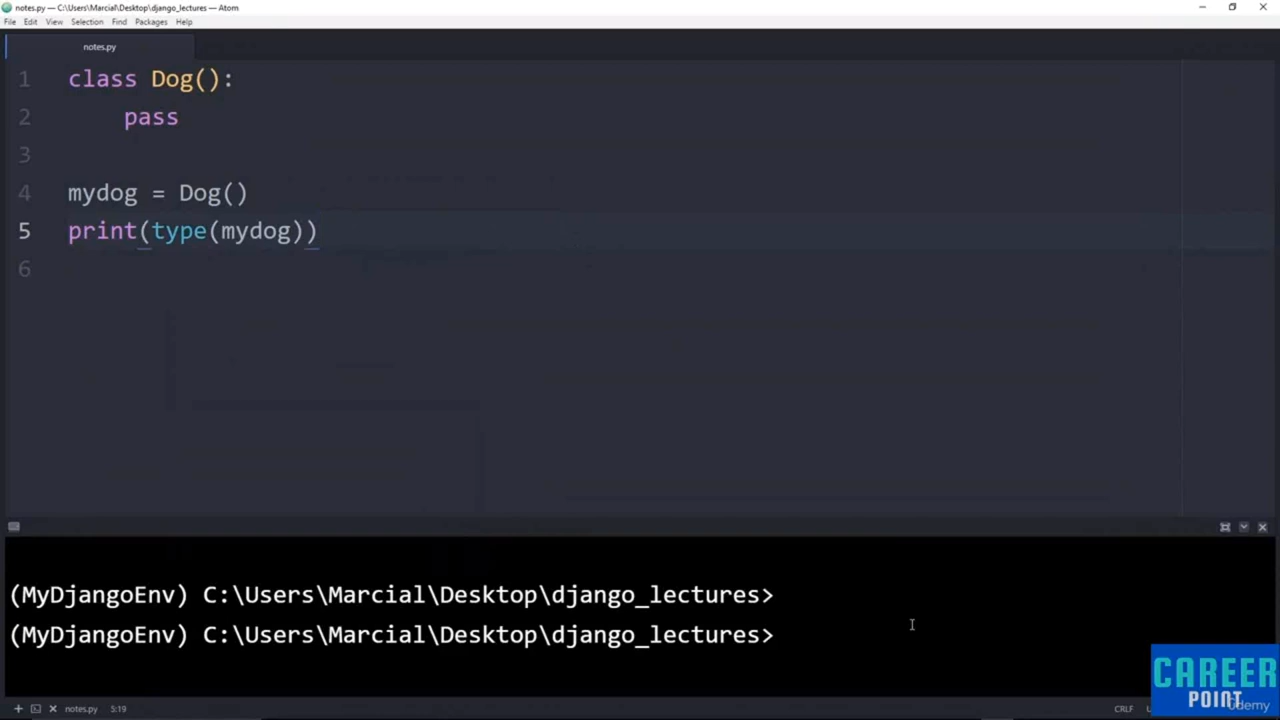 notes.py — C:\Users\Marcial\Desktop\django_lectures — Atom
File Edit View Selection Find Packages Help
notes.py
1 class Dog():
2     pass
3
4 mydog = Dog()
5 print(type(mydog))
6
(MyDjangoEnv) C:\Users\Marcial\Desktop\django_lectures>
(MyDjangoEnv) C:\Users\Marcial\Desktop\django_lectures>
notes.py 5:19 CRLF
CAREER
POINT
Udemy